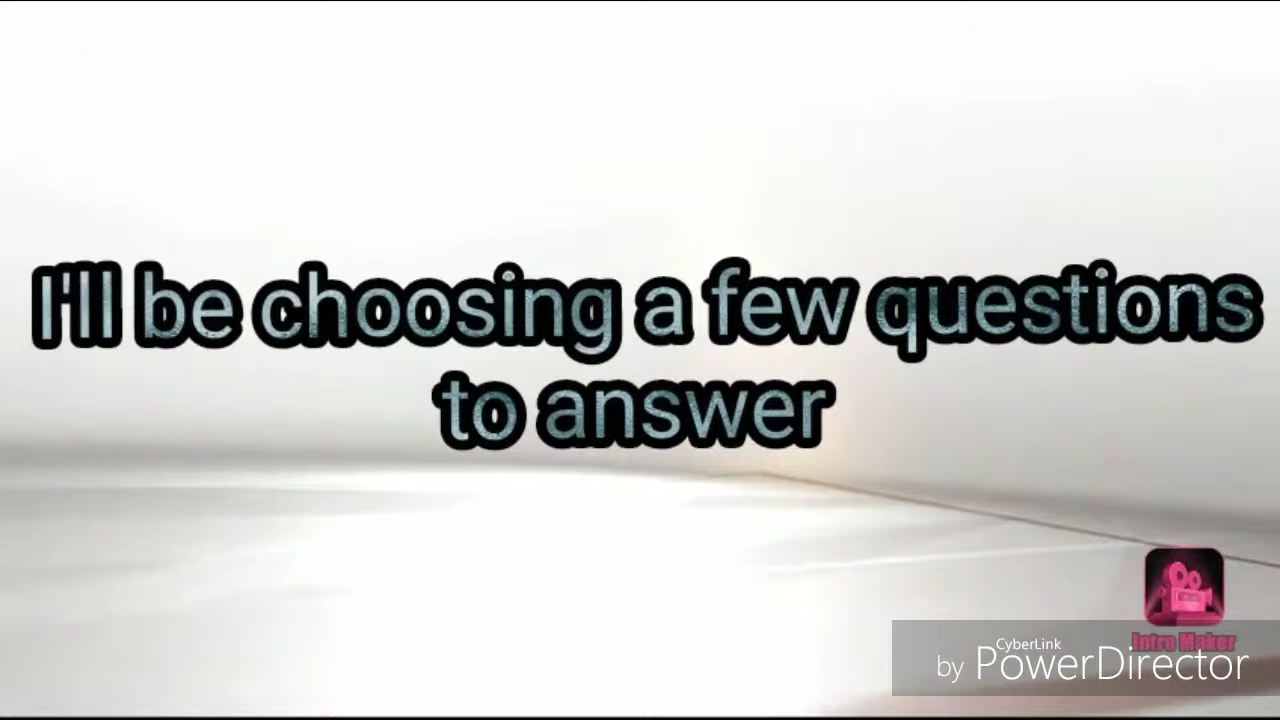 I'll be choosing a few questions
to answer
Intro Maker
CyberLink
by PowerDirector